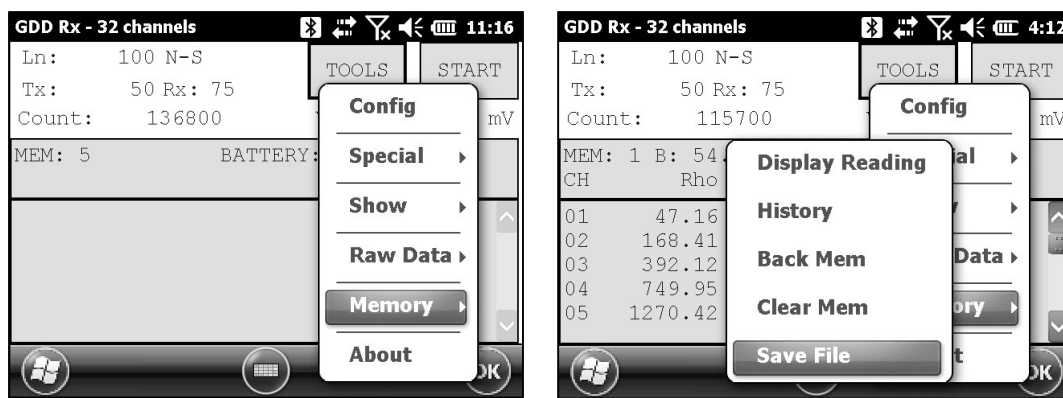 GDD Rx - 32 channels 11:16
Ln: 100 N-S TOOLS START
Tx: 50 Rx: 75
Count: 136800 mV
MEM: 5 BATTERY:
Config
Special
Show
Raw Data
Memory
About
OK
GDD Rx - 32 channels 4:12
Ln: 100 N-S TOOLS START
Tx: 50 Rx: 75
Count: 115700 mV
MEM: 1 B: 54.
CH Rho
01 47.16
02 168.41
03 392.12
04 749.95
05 1270.42
Config
ial
Data
ory
t
Display Reading
History
Back Mem
Clear Mem
Save File
OK